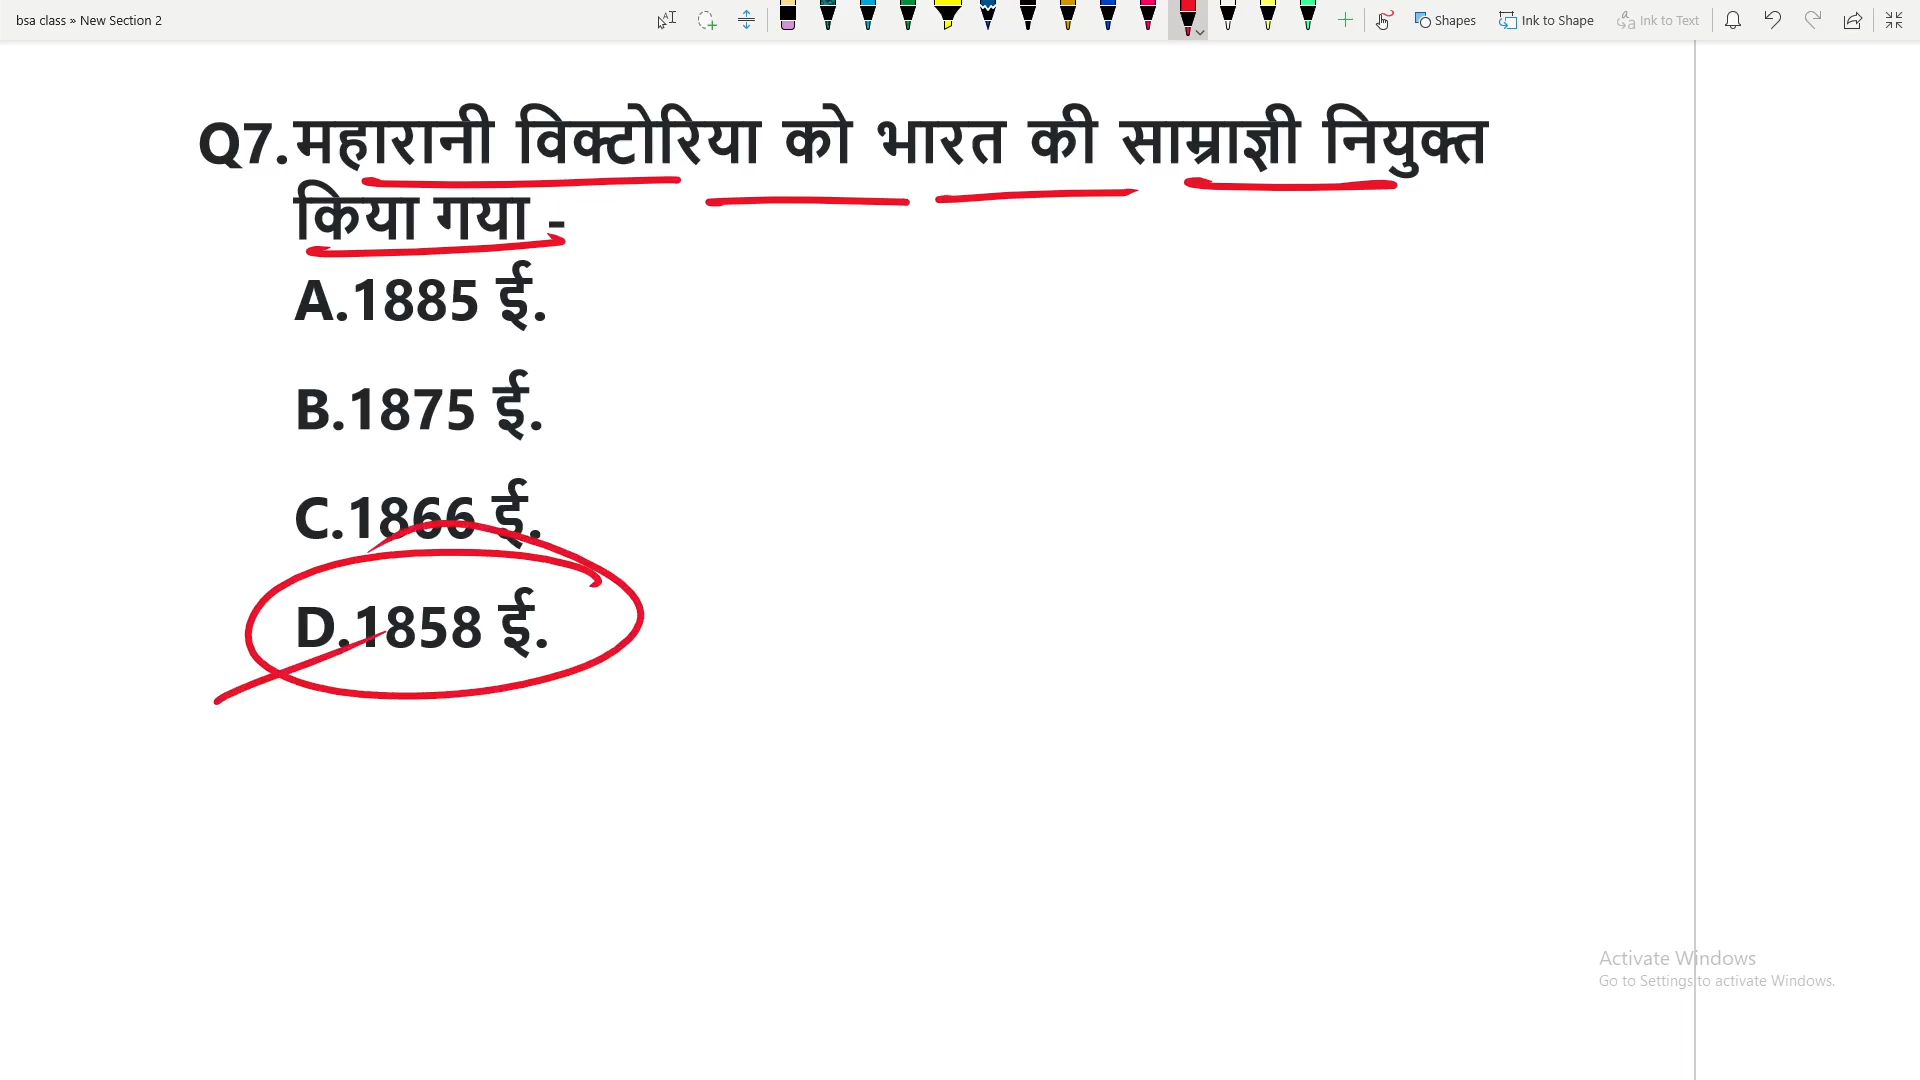 bsa class » New Section 2
Shapes
Ink to Shape
Ink to Text
Q7.महारानी विक्टोरिया को भारत की साम्राज्ञी नियुक्त
किया गया -
A.1885 ई.
B.1875 ई.
C.1866 ई.
D.1858 ई.
Activate Windows
Go to Settings to activate Windows.